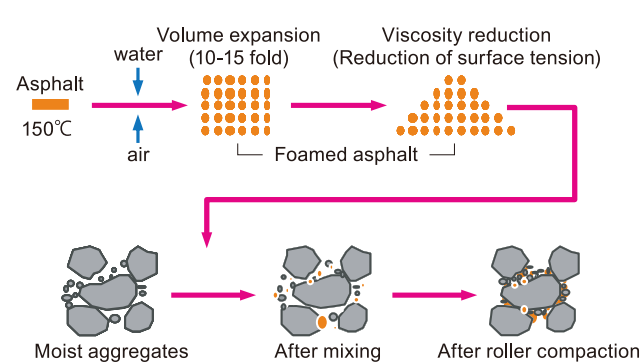 Volume expansion
(10-15 fold)
Viscosity reduction
(Reduction of surface tension)
water
Asphalt
150℃
air
Foamed asphalt
Moist aggregates
After mixing
After roller compaction